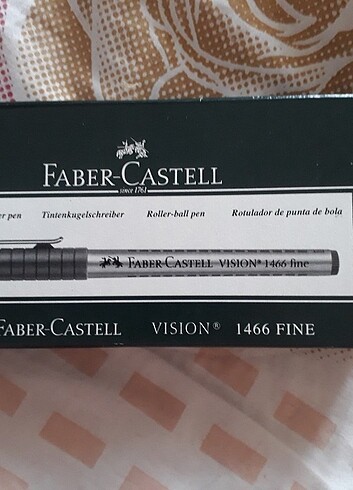 FABER-CASTELL
since 1761
pen Tintenkugelschreiber Roller-ball pen Rotulador de punta de bola
FABER-CASTELL VISION® 1466 fine
FABER-CASTELL VISION® 1466 FINE